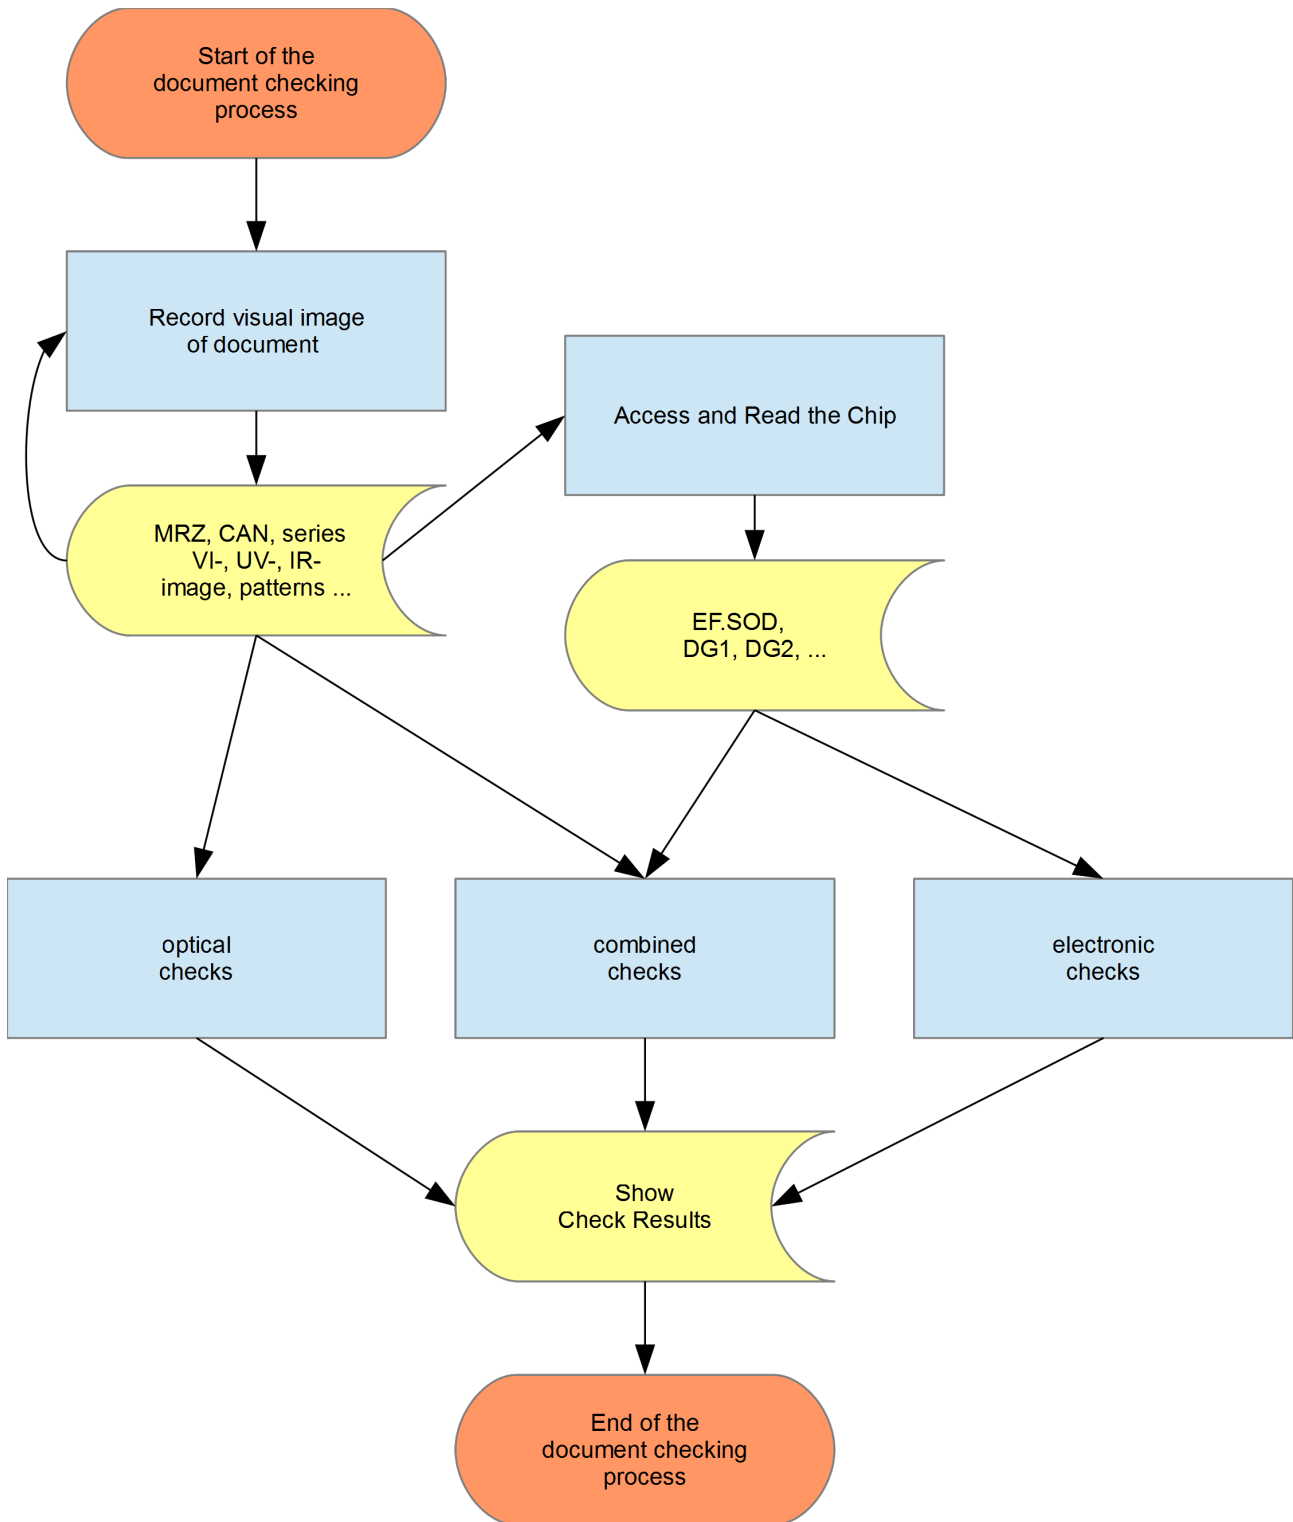 Start of the
document checking
process
Record visual image
of document
Access and Read the Chip
MRZ, CAN, series
VI-, UV-, IR-
image, patterns ...
EF.SOD,
DG1, DG2, ...
optical
checks
combined
checks
electronic
checks
Show
Check Results
End of the
document checking
process